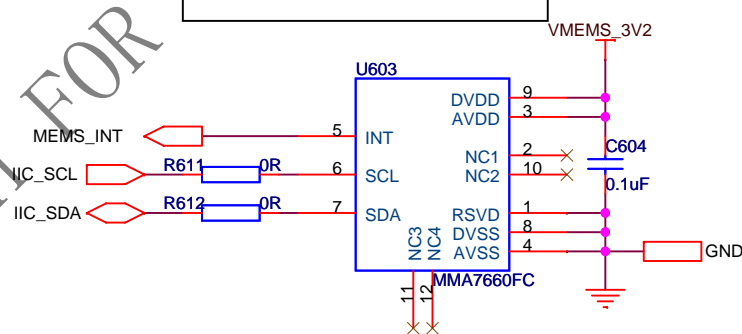 FOR
VMEMS_3V2
U603
MEMS_INT
5
INT
DVDD
9
AVDD
3
IIC_SCL
R611
0R
6
SCL
NC1
2
NC2
10
C604
0.1uF
IIC_SDA
R612
0R
7
SDA
RSVD
1
DVSS
8
AVSS
4
GND
NC3
NC4
11
12
MMA7660FC